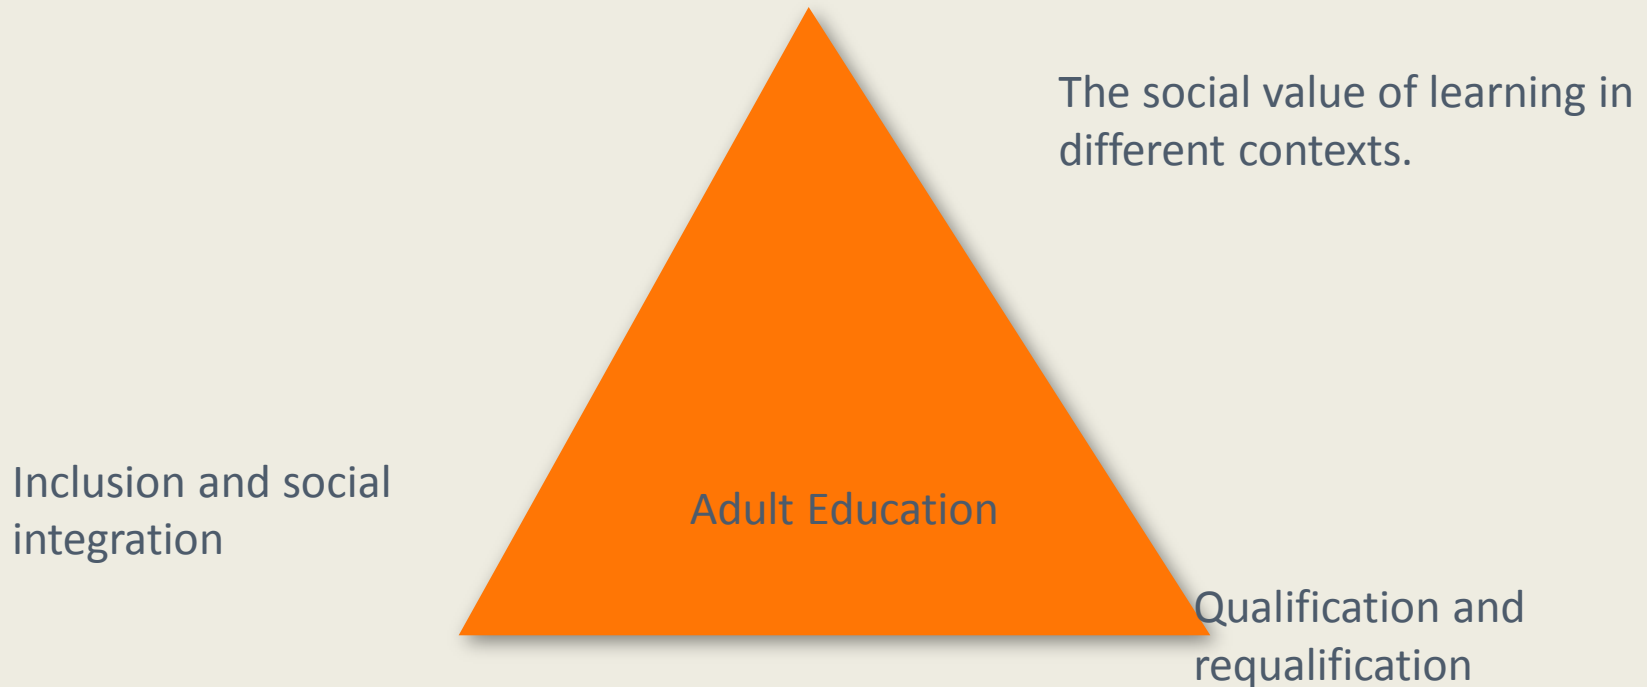 The social value of learning in
different contexts.
Inclusion and social
integration
Adult Education
Qualification and
requalification